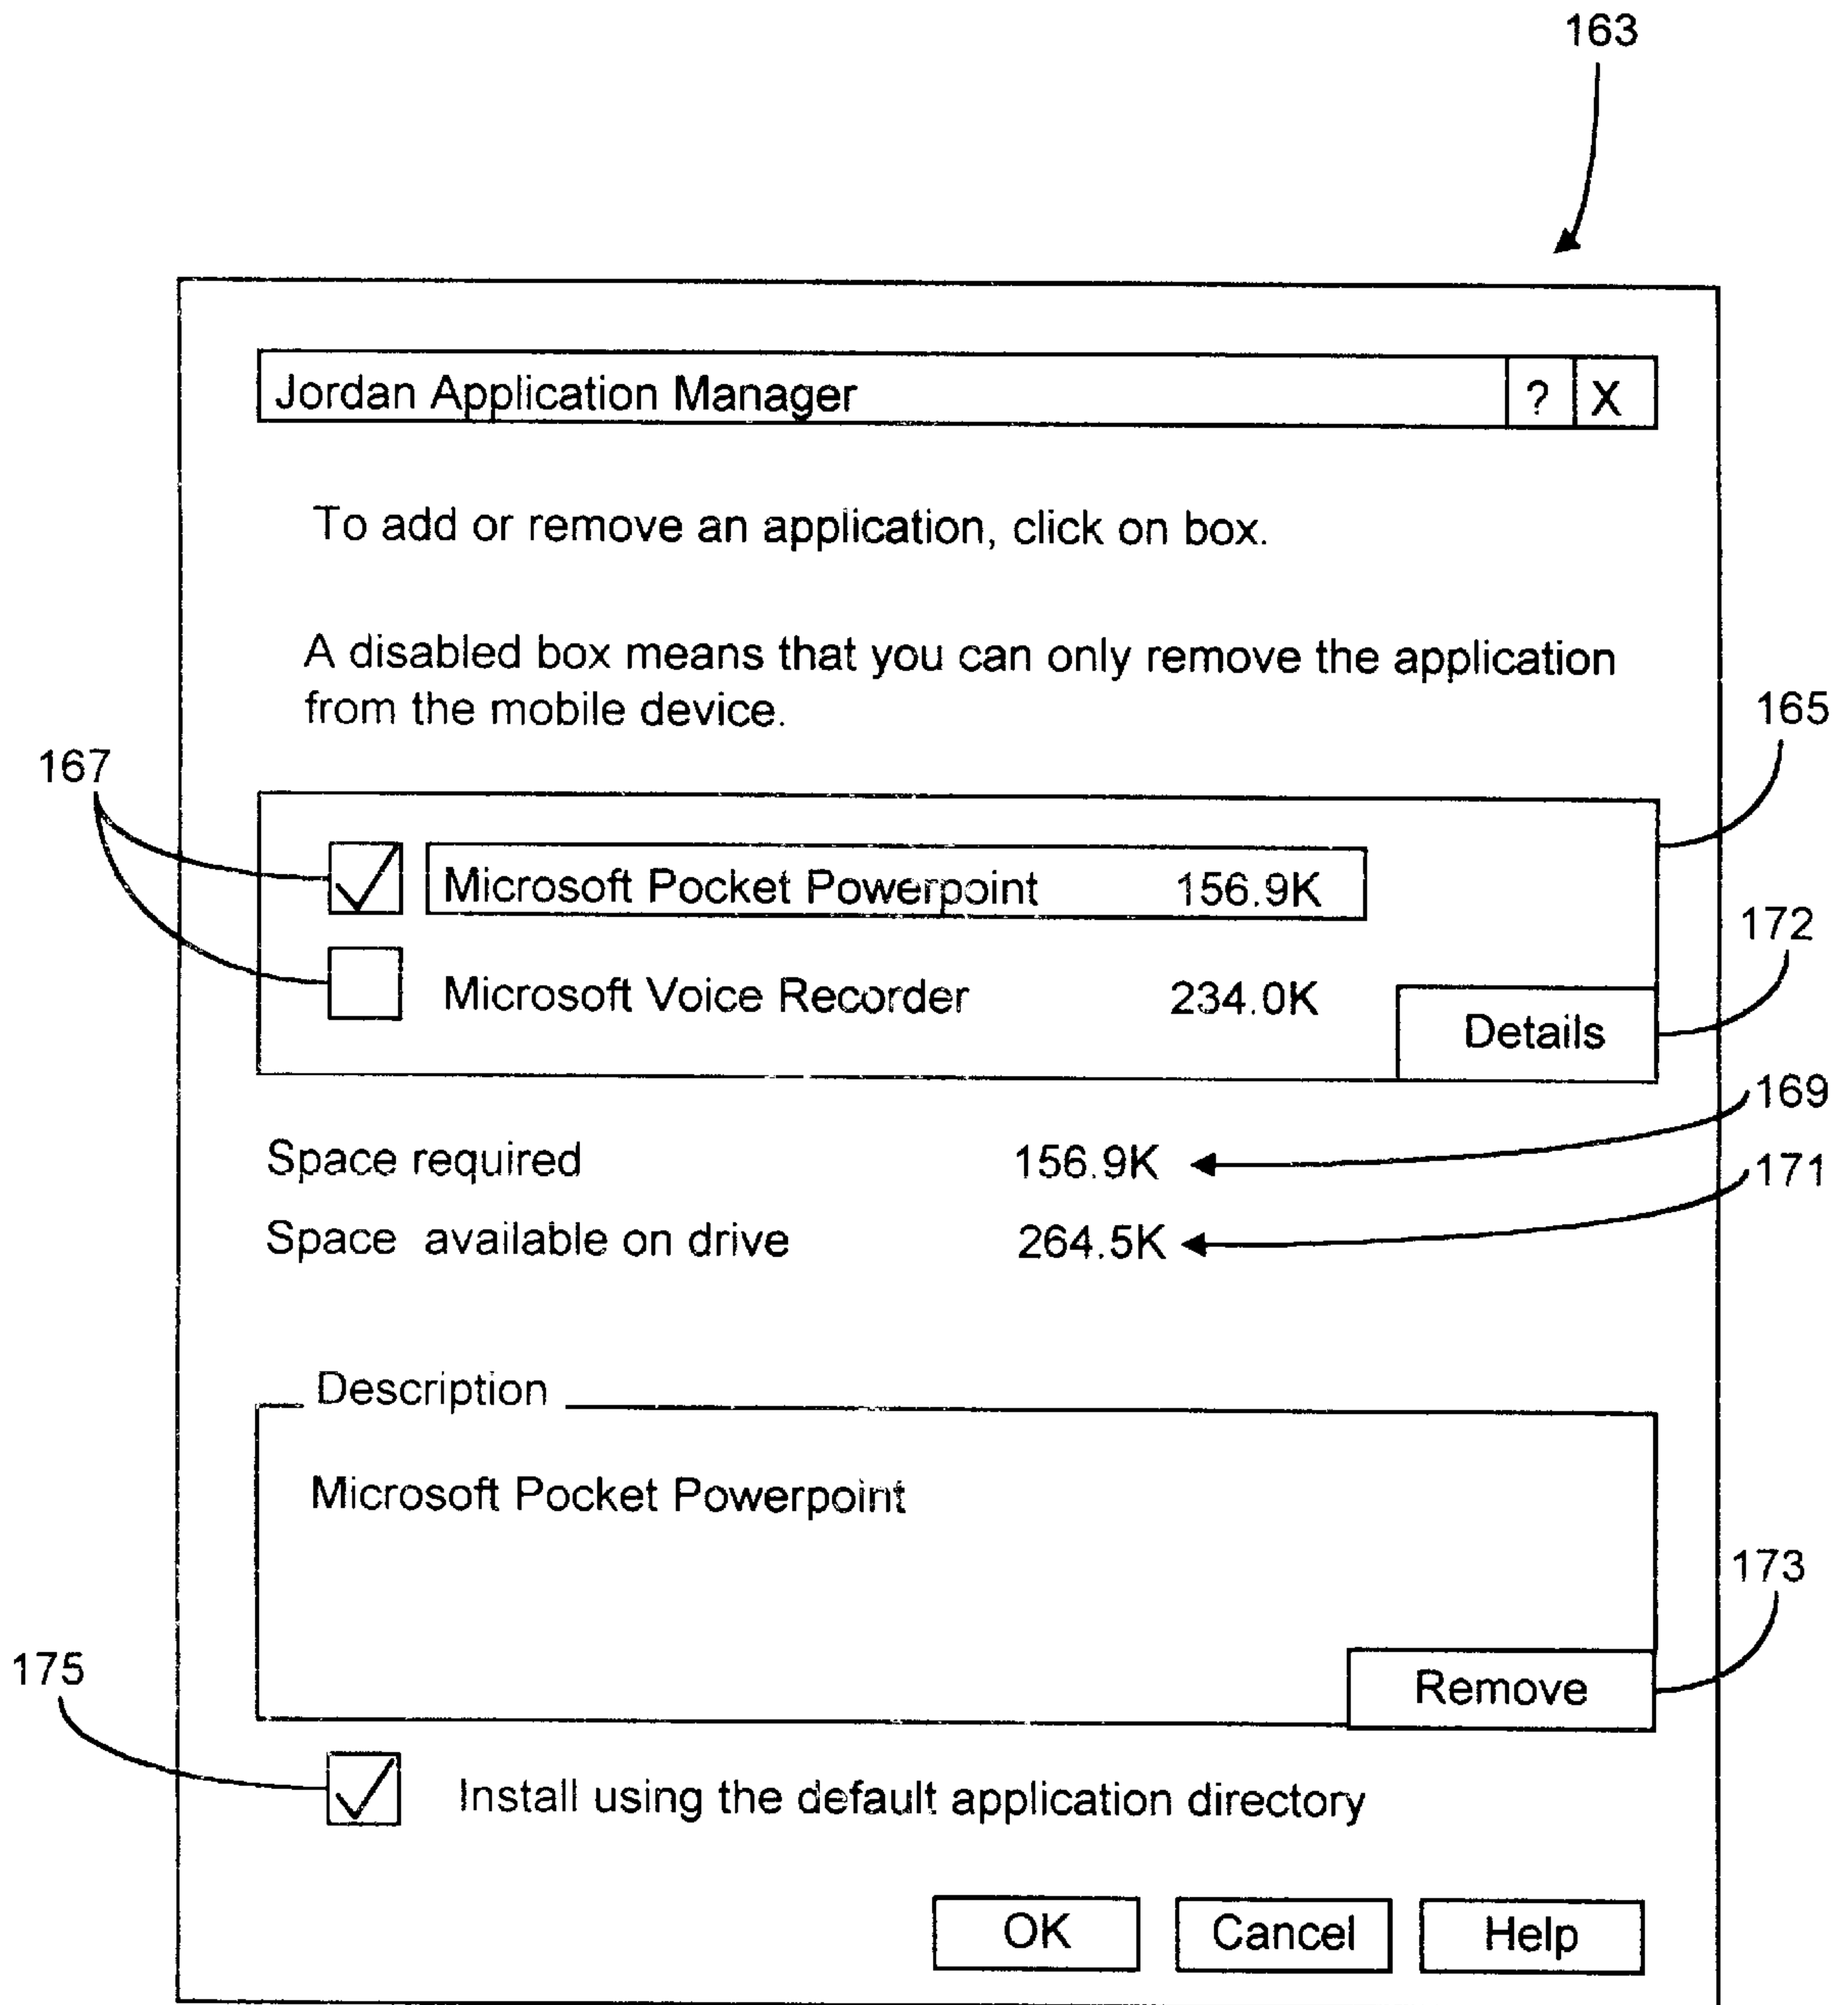 163
Jordan Application Manager ? X
To add or remove an application, click on box.
A disabled box means that you can only remove the application
from the mobile device.
165
167
Microsoft Pocket Powerpoint 156.9K
172
Microsoft Voice Recorder 234.0K
Details
169
Space required 156.9K
171
Space available on drive 264.5K
Description
Microsoft Pocket Powerpoint
173
Remove
175
Install using the default application directory
OK Cancel Help